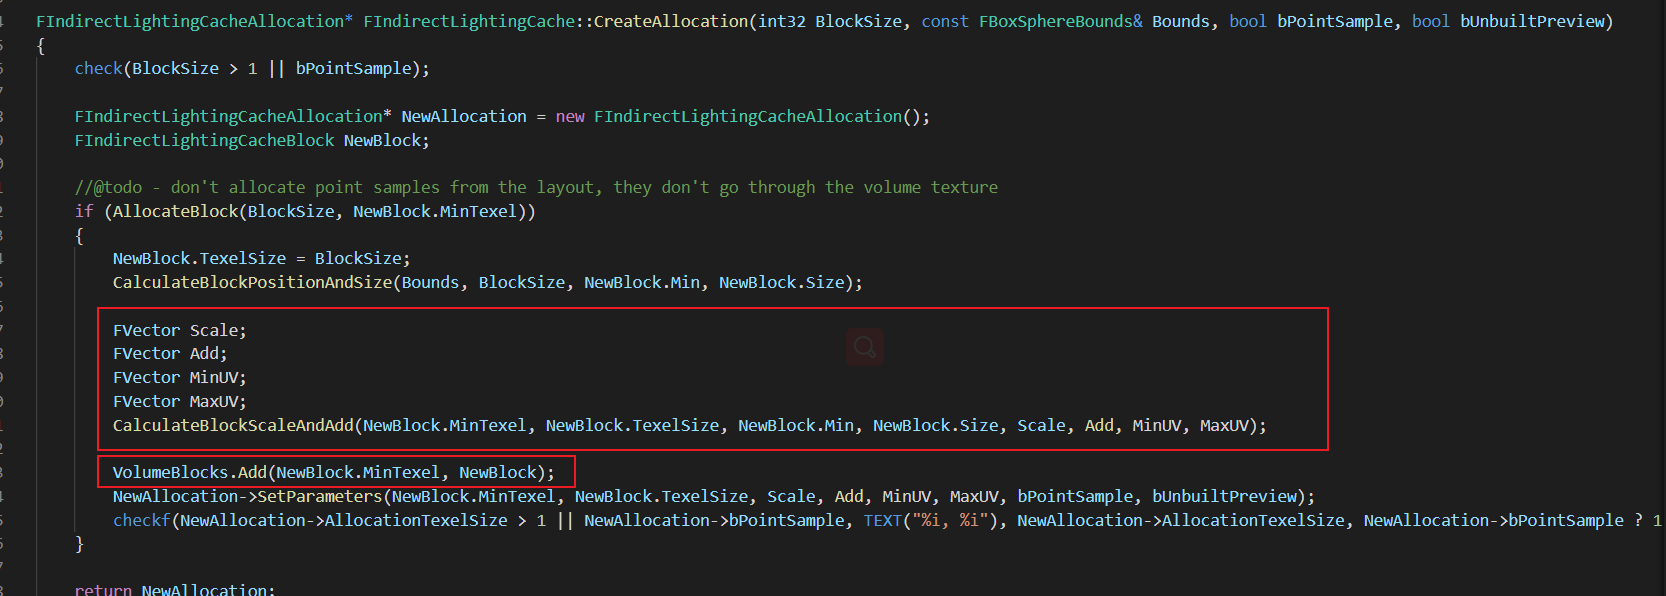 FIndirectLightingCacheAllocation* FIndirectLightingCache::CreateAllocation(int32 BlockSize, const FBoxSphereBounds& Bounds, bool bPointSample, bool bUnbuiltPreview)
{
check(BlockSize > 1 || bPointSample);
FIndirectLightingCacheAllocation* NewAllocation = new FIndirectLightingCacheAllocation();
FIndirectLightingCacheBlock NewBlock;
//@todo - don't allocate point samples from the layout, they don't go through the volume texture
if (AllocateBlock(BlockSize, NewBlock.MinTexel))
{
NewBlock.TexelSize = BlockSize;
CalculateBlockPositionAndSize(Bounds, BlockSize, NewBlock.Min, NewBlock.Size);
FVector Scale;
FVector Add;
FVector MinUV;
FVector MaxUV;
CalculateBlockScaleAndAdd(NewBlock.MinTexel, NewBlock.TexelSize, NewBlock.Min, NewBlock.Size, Scale, Add, MinUV, MaxUV);
VolumeBlocks.Add(NewBlock.MinTexel, NewBlock);
NewAllocation->SetParameters(NewBlock.MinTexel, NewBlock.TexelSize, Scale, Add, MinUV, MaxUV, bPointSample, bUnbuiltPreview);
checkf(NewAllocation->AllocationTexelSize > 1 || NewAllocation->bPointSample, TEXT("%i, %i"), NewAllocation->AllocationTexelSize, NewAllocation->bPointSample ? 1
}
return NewAllocation;